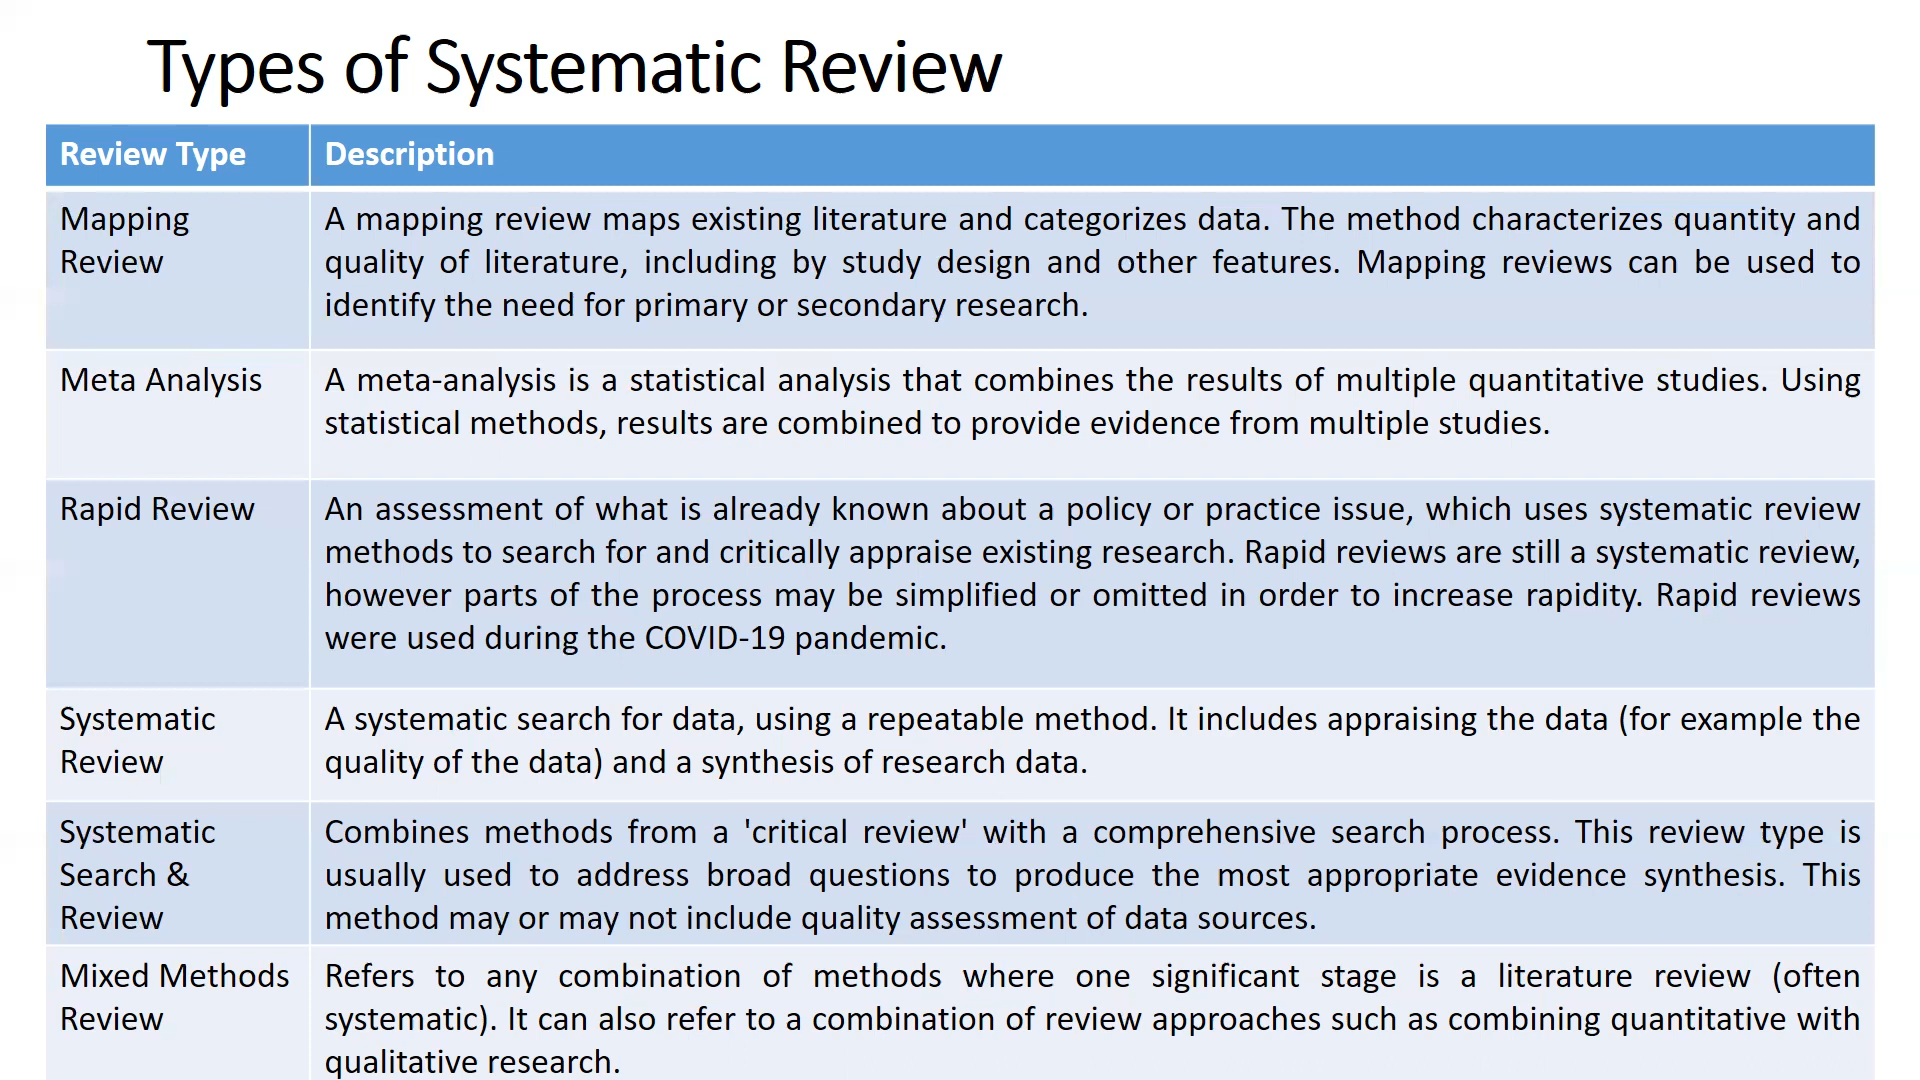 Types of Systematic Review
Review Type
Description
Mapping
Review
A mapping review maps existing literature and categorizes data. The method characterizes quantity and
quality of literature, including by study design and other features. Mapping reviews can be used to
identify the need for primary or secondary research.
Meta Analysis
A meta-analysis is a statistical analysis that combines the results of multiple quantitative studies. Using
statistical methods, results are combined to provide evidence from multiple studies.
Rapid Review
An assessment of what is already known about a policy or practice issue, which uses systematic review
methods to search for and critically appraise existing research. Rapid reviews are still a systematic review,
however parts of the process may be simplified or omitted in order to increase rapidity. Rapid reviews
were used during the COVID-19 pandemic.
Systematic
Review
A systematic search for data, using a repeatable method. It includes appraising the data (for example the
quality of the data) and a synthesis of research data.
Systematic
Search &
Review
Combines methods from a 'critical review' with a comprehensive search process. This review type is
usually used to address broad questions to produce the most appropriate evidence synthesis. This
method may or may not include quality assessment of data sources.
Mixed Methods
Review
Refers to any combination of methods where one significant stage is a literature review (often
systematic). It can also refer to a combination of review approaches such as combining quantitative with
qualitative research.